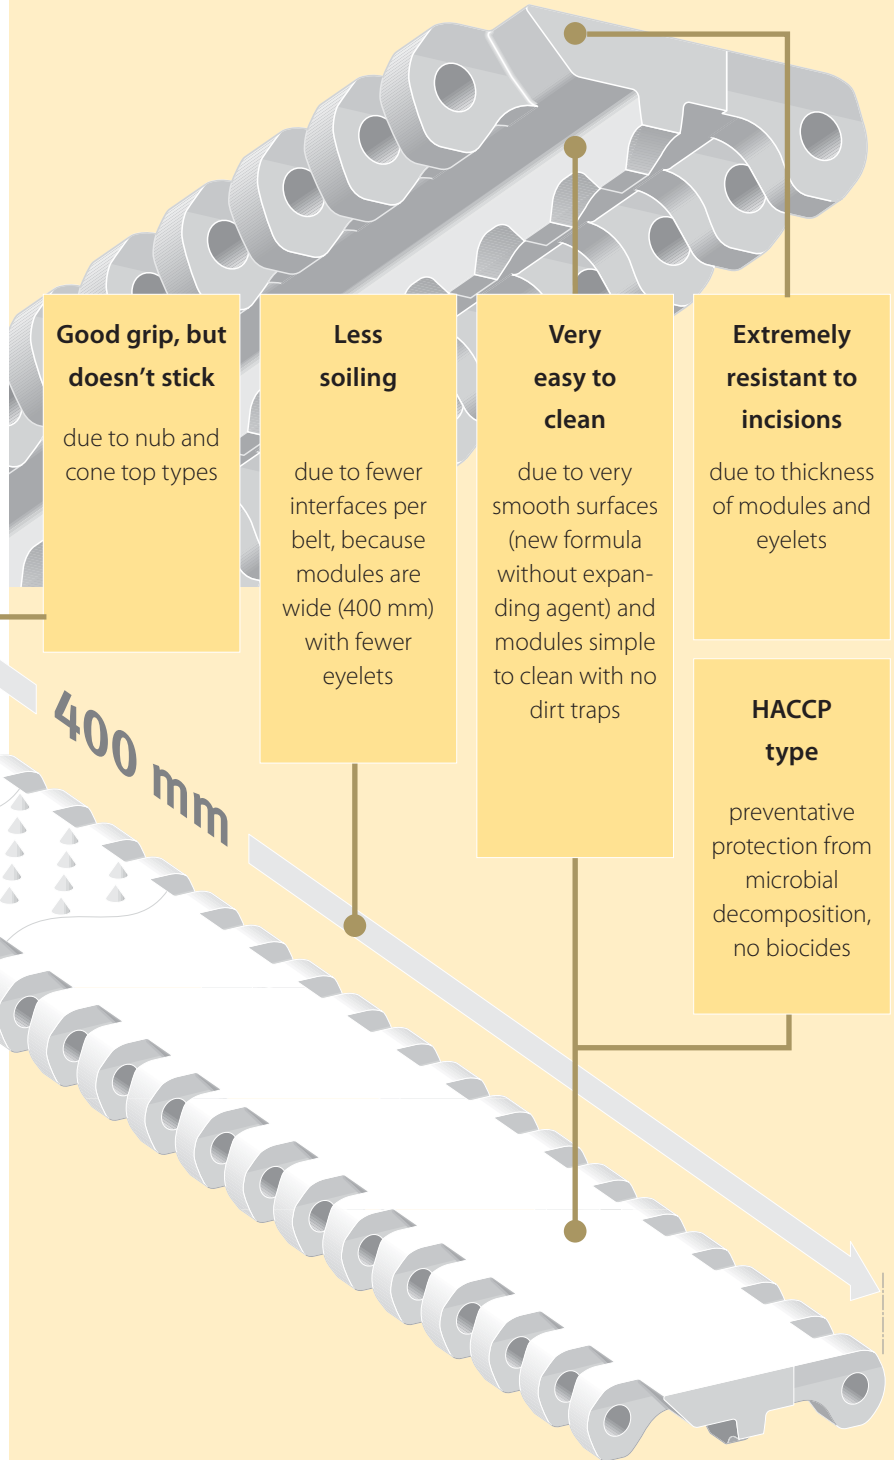 Good grip, but
doesn't stick
due to nub and
cone top types
Less
soiling
due to fewer
interfaces per
belt, because
modules are
wide (400 mm)
with fewer
eyelets
Very
easy to
clean
due to very
smooth surfaces
(new formula
without expan-
ding agent) and
modules simple
to clean with no
dirt traps
Extremely
resistant to
incisions
due to thickness
of modules and
eyelets
HACCP
type
preventative
protection from
microbial
decomposition,
no biocides
400 mm